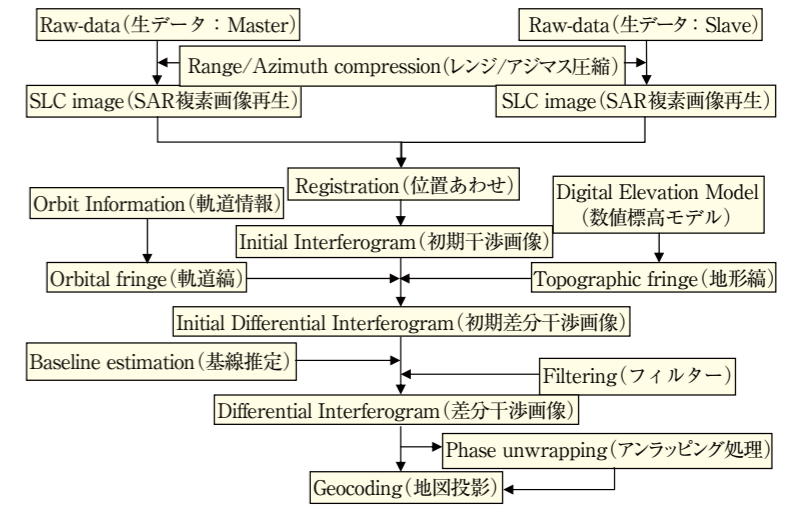 Raw-data(生データ：Master)
Raw-data(生データ：Slave)
Range/Azimuth compression(レンジ/アジマス圧縮)
SLC image(SAR複素画像再生)
SLC image(SAR複素画像再生)
Registration(位置あわせ)
Orbit Information(軌道情報)
Digital Elevation Model
(数値標高モデル)
Initial Interferogram(初期干渉画像)
Orbital fringe(軌道縞)
Topographic fringe(地形縞)
Initial Differential Interferogram(初期差分干渉画像)
Baseline estimation(基線推定)
Filtering(フィルター)
Differential Interferogram(差分干渉画像)
Phase unwrapping(アンラッピング処理)
Geocoding(地図投影)